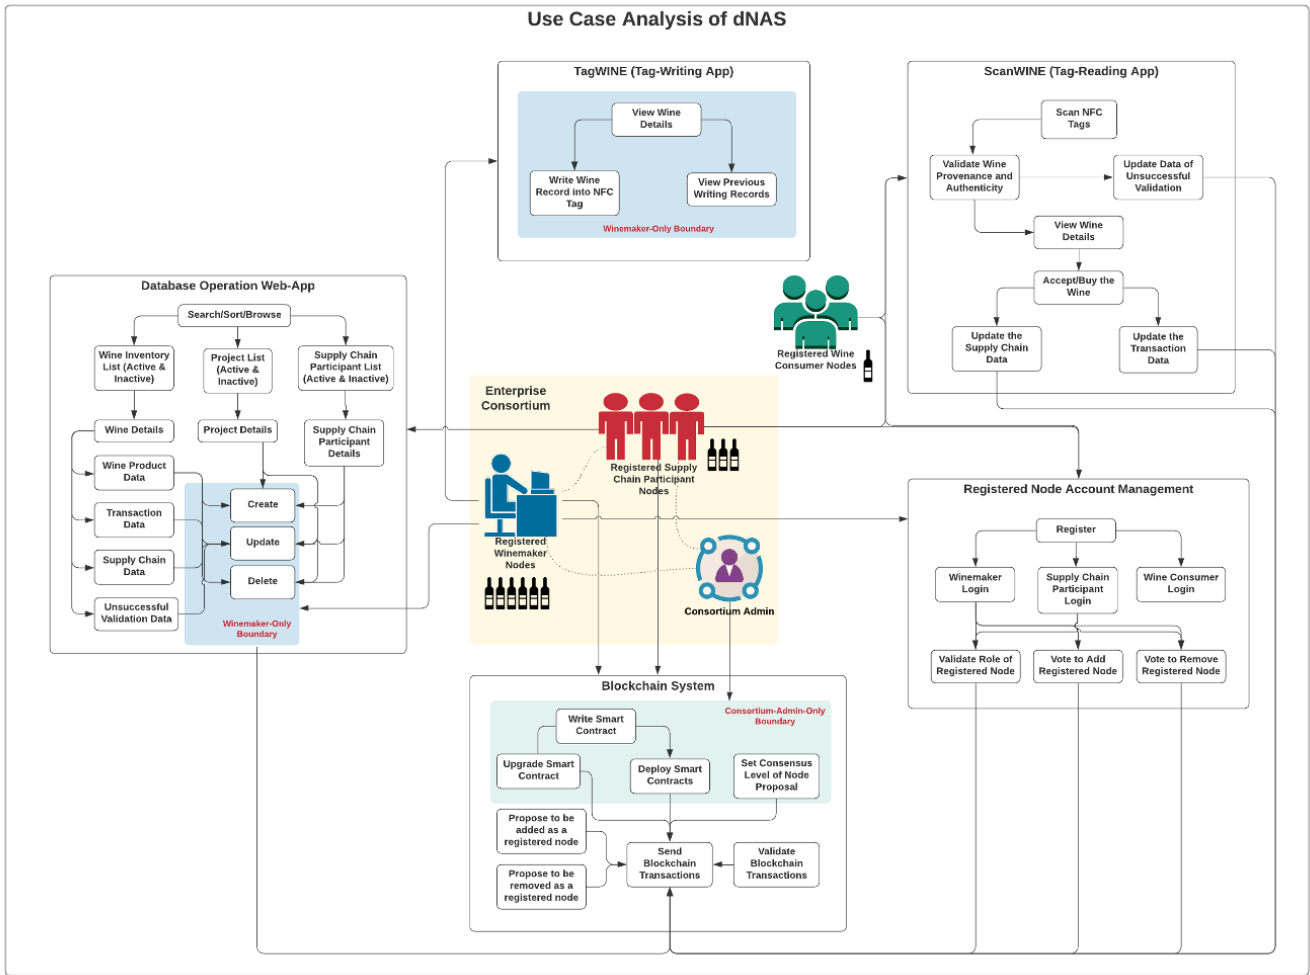 Use Case Analysis of dNAS
TagWINE (Tag-Writing App)
View Wine
Details
Write Wine
Record into NFC
Tag
View Previous
Writing Records
Winemaker-Only Boundary
ScanWINE (Tag-Reading App)
Scan NFC
Tags
Validate Wine
Provenance and
Authenticity
Update Data of
Unsuccessful
Validation
View Wine
Details
Accept/Buy the
Wine
Update the
Supply Chain
Data
Update the
Transaction
Data
Database Operation Web-App
Search/Sort/Browse
Wine Inventory
List (Active &
Inactive)
Project List
(Active &
Inactive)
Supply Chain
Participant List
(Active & Inactive)
Wine Details
Project Details
Supply Chain
Participant
Details
Wine Product
Data
Transaction
Data
Supply Chain
Data
Unsuccessful
Validation Data
Create
Update
Delete
Winemaker-Only
Boundary
Registered Wine
Consumer Nodes
Enterprise
Consortium
Registered Supply
Chain Participant
Nodes
Registered
Winemaker
Nodes
Consortium Admin
Registered Node Account Management
Register
Winemaker
Login
Supply Chain
Participant
Login
Wine Consumer
Login
Validate Role of
Registered Node
Vote to Add
Registered Node
Vote to Remove
Registered Node
Blockchain System
Consortium-Admin-Only
Boundary
Write Smart
Contract
Upgrade Smart
Contract
Deploy Smart
Contracts
Set Consensus
Level of Node
Proposal
Propose to be
added as a
registered node
Propose to be
removed as a
registered node
Send
Blockchain
Transactions
Validate
Blockchain
Transactions